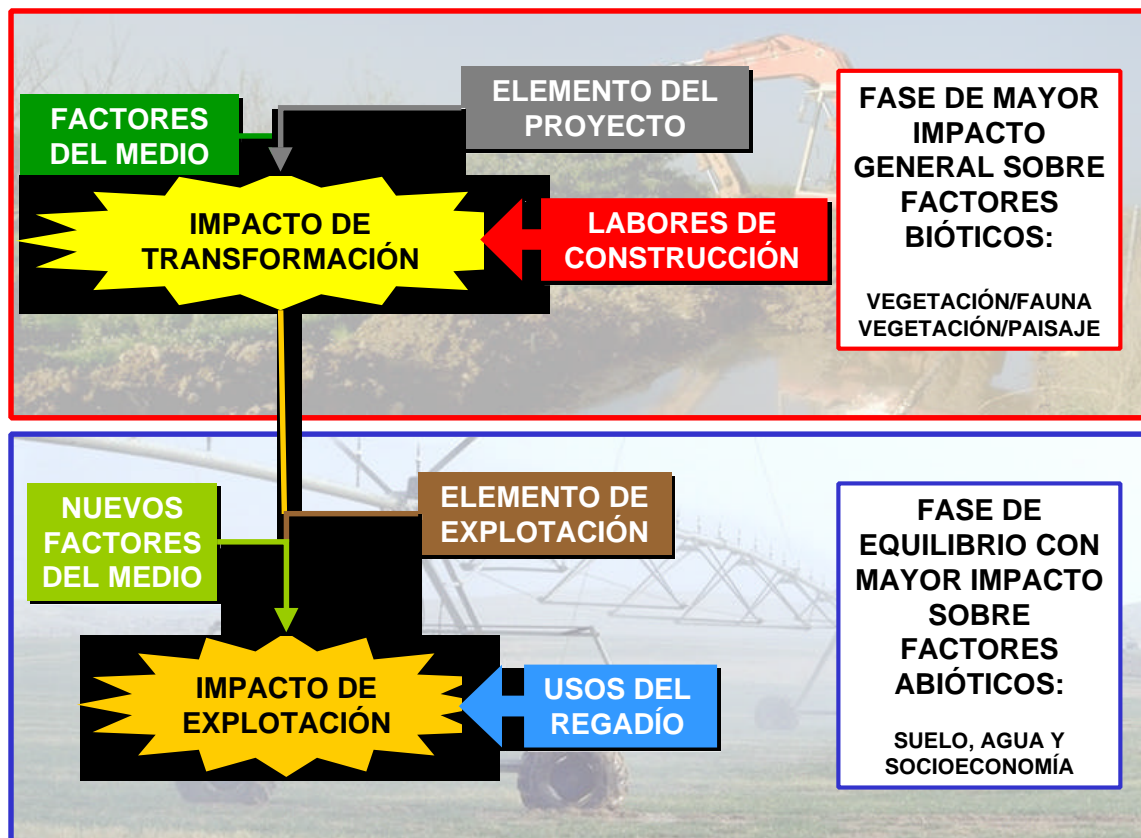 FACTORES
DEL MEDIO
ELEMENTO DEL
PROYECTO
IMPACTO DE
TRANSFORMACIÓN
LABORES DE
CONSTRUCCIÓN
FASE DE MAYOR
IMPACTO
GENERAL SOBRE
FACTORES
BIÓTICOS:
VEGETACIÓN/FAUNA
VEGETACIÓN/PAISAJE
NUEVOS
FACTORES
DEL MEDIO
ELEMENTO DE
EXPLOTACIÓN
IMPACTO DE
EXPLOTACIÓN
USOS DEL
REGADÍO
FASE DE
EQUILIBRIO CON
MAYOR IMPACTO
SOBRE
FACTORES
ABIÓTICOS:
SUELO, AGUA Y
SOCIOECONOMÍA